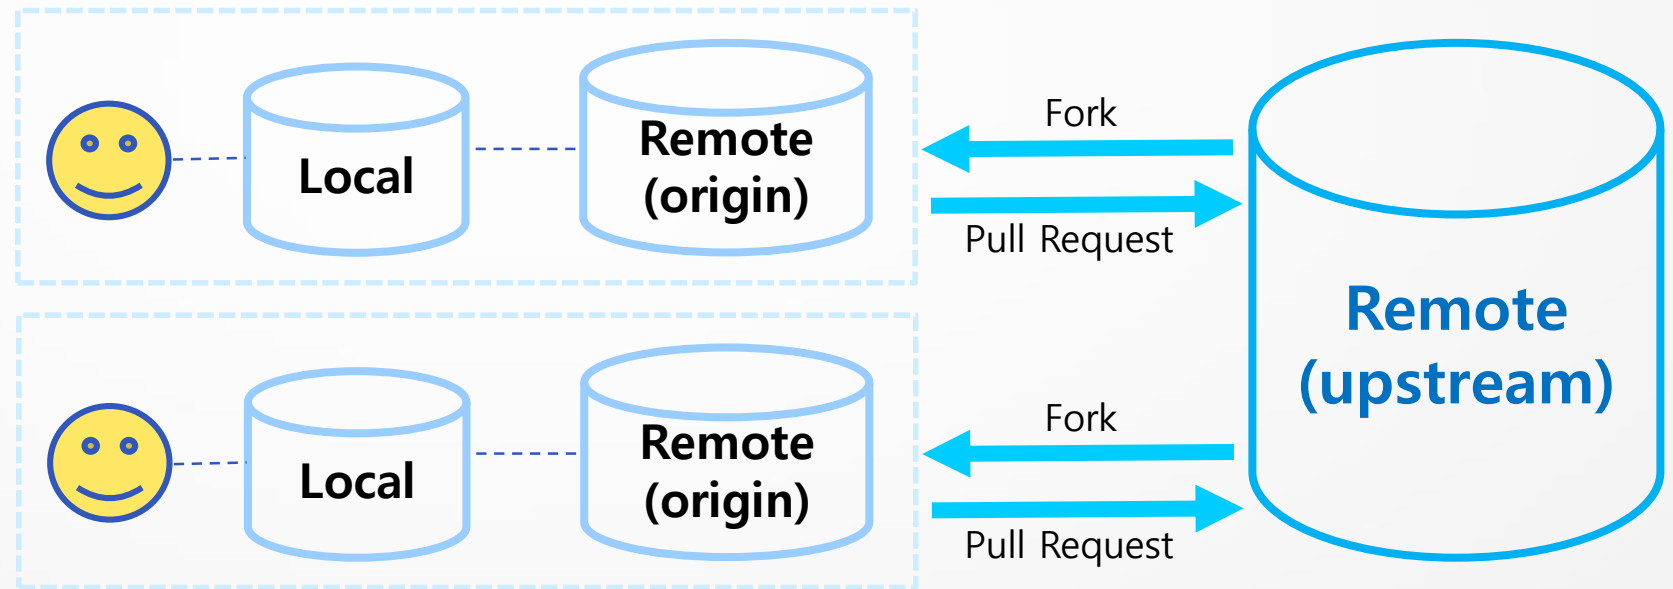 Local
Remote
(origin)
Fork
Pull Request
Remote
(upstream)
Local
Remote
(origin)
Fork
Pull Request